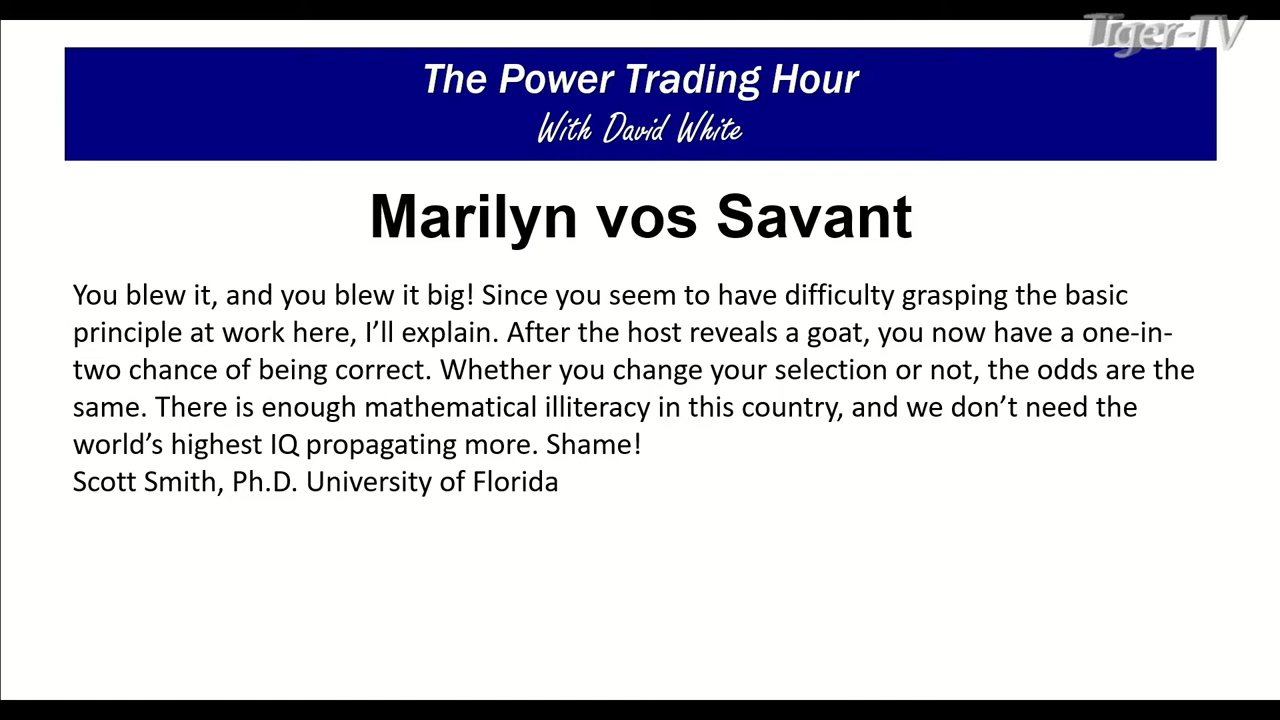 Tiger-TV
The Power Trading Hour
With David White
Marilyn vos Savant
You blew it, and you blew it big! Since you seem to have difficulty grasping the basic
principle at work here, I’ll explain. After the host reveals a goat, you now have a one-in-
two chance of being correct. Whether you change your selection or not, the odds are the
same. There is enough mathematical illiteracy in this country, and we don’t need the
world’s highest IQ propagating more. Shame!
Scott Smith, Ph.D. University of Florida